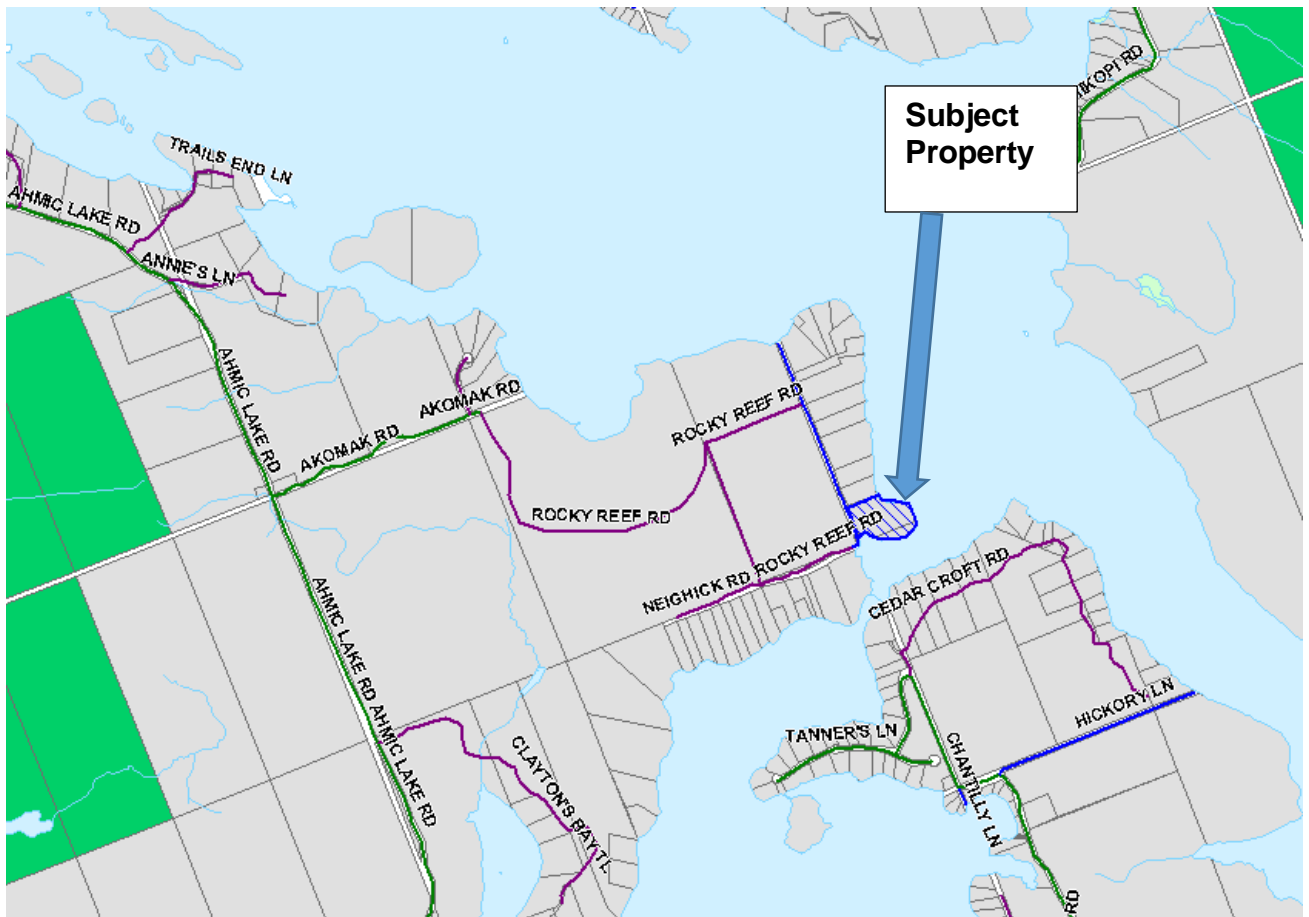 IKOPI RD
Subject
Property
TRAILS END LN
AHMIC LAKE RD
ANNIE'S LN
AHMIC LAKE RD
AKOMAK RD
AKOMAK RD
ROCKY REEF RD
ROCKY REEF RD
NEIGHICK RD ROCKY REEF RD
CEDAR CROFT RD
AHMIC LAKE RD AHMIC LAKE RD
HICKORY LN
TANNER'S LN
CHANTILLY LN
CLAYTON'S BAY TL
RD